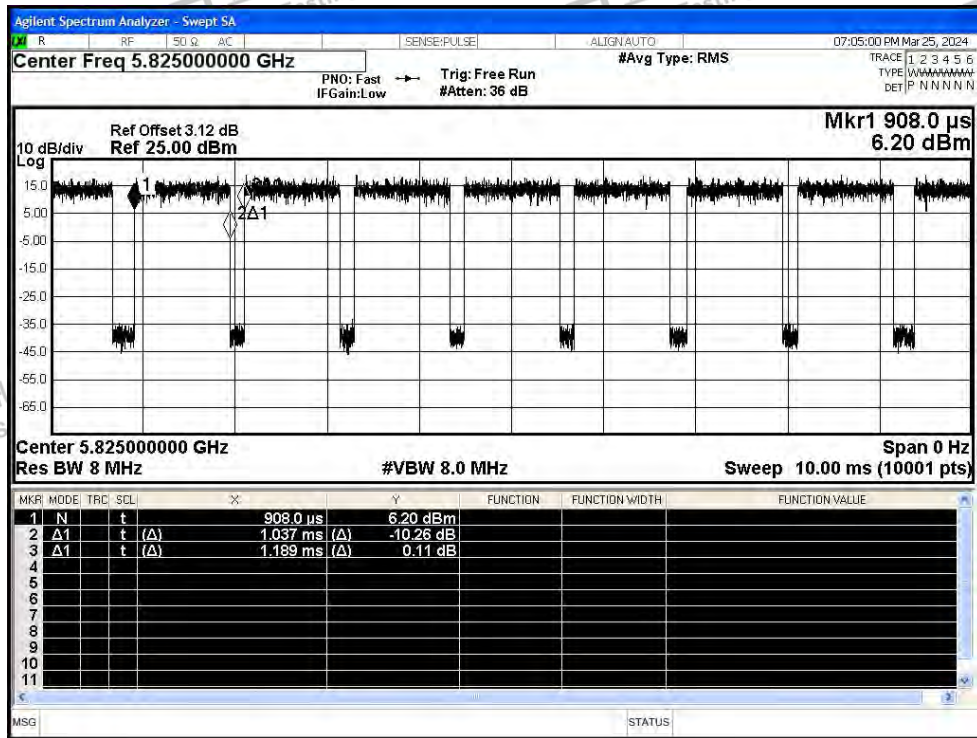 Agilent Spectrum Analyzer - Swept SA
LXI R RF 50 Ω AC SENSE:PULSE ALIGN AUTO 07:05:00 PM Mar 25, 2024
Center Freq 5.825000000 GHz #Avg Type: RMS TRACE 1 2 3 4 5 6
PNO: Fast Trig: Free Run TYPE WWWWWW
IFGain:Low #Atten: 36 dB DET P N N N N N
Mkr1 908.0 µs
Ref Offset 3.12 dB
10 dB/div Ref 25.00 dBm 6.20 dBm
Log
15.0
1
5.00
2Δ1
-5.00
-15.0
-25.0
-35.0
-45.0
-55.0
-65.0
Center 5.825000000 GHz Span 0 Hz
Res BW 8 MHz #VBW 8.0 MHz Sweep 10.00 ms (10001 pts)
MKR MODE TRC SCL X Y FUNCTION FUNCTION WIDTH FUNCTION VALUE
1 N t 908.0 µs 6.20 dBm
2 Δ1 t (Δ) 1.037 ms (Δ) -10.26 dB
3 Δ1 t (Δ) 1.189 ms (Δ) 0.11 dB
4
5
6
7
8
9
10
11
MSG STATUS